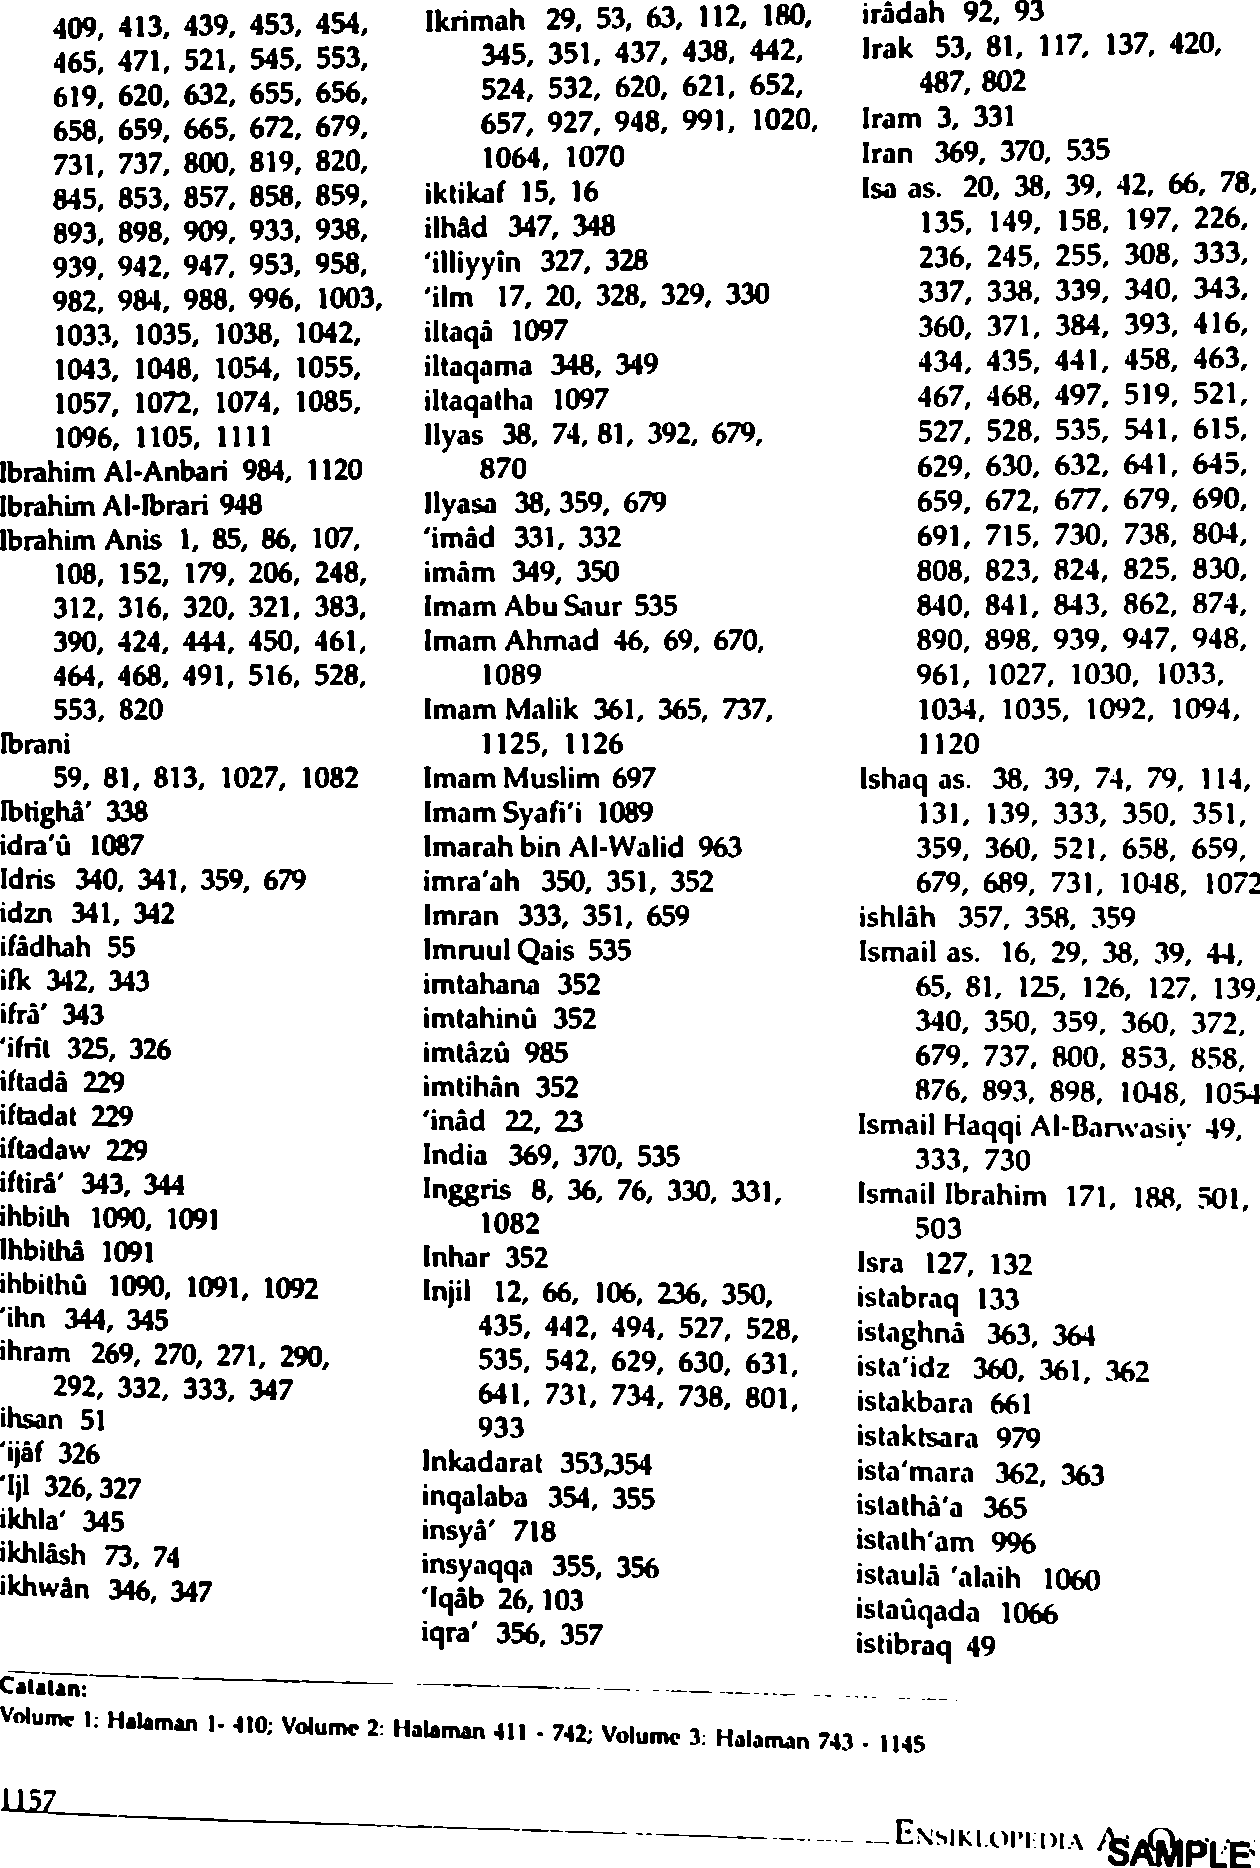 409, 413, 439, 453, 454,
465, 471, 521, 545, 553,
619, 620, 632, 655, 656,
658, 659, 665, 672, 679,
731, 737, 800, 819, 820,
845, 853, 857, 858, 859,
893, 898, 909, 933, 938,
939, 942, 947, 953, 958,
982, 984, 988, 996, 1003,
1033, 1035, 1038, 1042,
1043, 1048, 1054, 1055,
1057, 1072, 1074, 1085,
1096, 1105, 1111
Ibrahim Al-Anbari 984, 1120
Ibrahim Al-Ibrari 948
Ibrahim Anis 1, 85, 86, 107,
108, 152, 179, 206, 248,
312, 316, 320, 321, 383,
390, 424, 444, 450, 461,
464, 468, 491, 516, 528,
553, 820
Ibrani
59, 81, 813, 1027, 1082
Ibtighâ' 338
idra'û 1087
Idris 340, 341, 359, 679
idzn 341, 342
ifâdhah 55
ifk 342, 343
ifrâ' 343
'ifrît 325, 326
iftadâ 229
iftadat 229
iftadaw 229
iftirâ' 343, 344
ihbith 1090, 1091
Ihbithâ 1091
ihbithû 1090, 1091, 1092
'ihn 344, 345
ihram 269, 270, 271, 290,
292, 332, 333, 347
ihsan 51
'ijâf 326
'Ijl 326, 327
ikhla' 345
ikhlâsh 73, 74
ikhwân 346, 347
Ikrimah 29, 53, 63, 112, 180,
345, 351, 437, 438, 442,
524, 532, 620, 621, 652,
657, 927, 948, 991, 1020,
1064, 1070
iktikaf 15, 16
ilhâd 347, 348
'illiyyîn 327, 328
'ilm 17, 20, 328, 329, 330
iltaqâ 1097
iltaqama 348, 349
iltaqatha 1097
Ilyas 38, 74, 81, 392, 679,
870
Ilyasa 38, 359, 679
'imâd 331, 332
imâm 349, 350
Imam Abu Saur 535
Imam Ahmad 46, 69, 670,
1089
Imam Malik 361, 365, 737,
1125, 1126
Imam Muslim 697
Imam Syafi'i 1089
Imarah bin Al-Walid 963
imra'ah 350, 351, 352
Imran 333, 351, 659
Imruul Qais 535
imtahana 352
imtahinû 352
imtâzû 985
imtihân 352
'inâd 22, 23
India 369, 370, 535
Inggris 8, 36, 76, 330, 331,
1082
Inhar 352
Injil 12, 66, 106, 236, 350,
435, 442, 494, 527, 528,
535, 542, 629, 630, 631,
641, 731, 734, 738, 801,
933
Inkadarat 353,354
inqalaba 354, 355
insyâ' 718
insyaqqa 355, 356
'Iqâb 26, 103
iqra' 356, 357
irâdah 92, 93
Irak 53, 81, 117, 137, 420,
487, 802
Iram 3, 331
Iran 369, 370, 535
Isa as. 20, 38, 39, 42, 66, 78,
135, 149, 158, 197, 226,
236, 245, 255, 308, 333,
337, 338, 339, 340, 343,
360, 371, 384, 393, 416,
434, 435, 441, 458, 463,
467, 468, 497, 519, 521,
527, 528, 535, 541, 615,
629, 630, 632, 641, 645,
659, 672, 677, 679, 690,
691, 715, 730, 738, 804,
808, 823, 824, 825, 830,
840, 841, 843, 862, 874,
890, 898, 939, 947, 948,
961, 1027, 1030, 1033,
1034, 1035, 1092, 1094,
1120
Ishaq as. 38, 39, 74, 79, 114,
131, 139, 333, 350, 351,
359, 360, 521, 658, 659,
679, 689, 731, 1048, 1072
ishlâh 357, 358, 359
Ismail as. 16, 29, 38, 39, 44,
65, 81, 125, 126, 127, 139,
340, 350, 359, 360, 372,
679, 737, 800, 853, 858,
876, 893, 898, 1048, 1054
Ismail Haqqi Al-Barwasiy 49,
333, 730
Ismail Ibrahim 171, 188, 501,
503
Isra 127, 132
istabraq 133
istaghnâ 363, 364
ista'idz 360, 361, 362
istakbara 661
istaktsara 979
ista'mara 362, 363
istathâ'a 365
istath'am 996
istaulâ 'alaih 1060
istaûqada 1066
istibraq 49
Catatan:
Volume 1: Halaman 1- 410; Volume 2: Halaman 411 - 742; Volume 3: Halaman 743 - 1145
1157
ENSIKLOPEDIA
SAMPLE